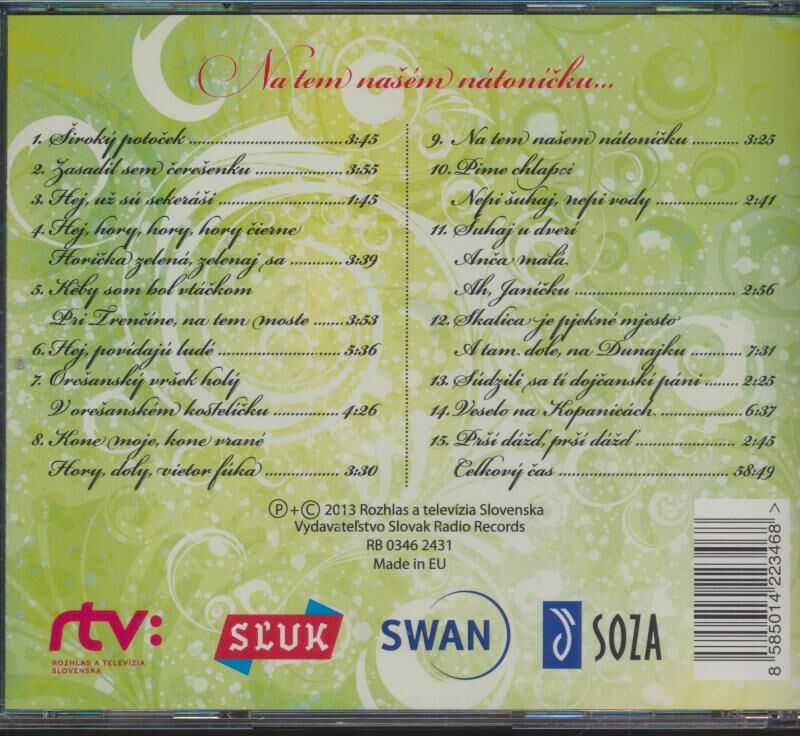 Na tem našém nátoníčku...
1. Široký potoček ........................... 3:45
2. Zasadil sem čerešenku ............... 3:55
3. Hej, už sú sekeráši ...................... 1:45
4. Hej, hory, hory, hory čierne
Horička zelená, zelenaj sa ............ 3:39
5. Keby som bol vtáčkom
Pri Trenčíne, na tem moste ....... 3:53
6. Hej, povídajú ludé ...................... 5:36
7. Orešanský vršek holý
V orešanském kostelíčku ............. 4:26
8. Kone moje, kone vrané
Hory, doly, vietor fúka ............... 3:30
9. Na tem našem nátoníčku ........... 3:25
10. Pime chlapci
Nepi šuhaj, nepi vody ............... 2:41
11. Šuhaj u dverí
Anča malá
Ah, Janíčku ............................... 2:56
12. Skalica je pjekné mjesto
A tam dole, na Dunajku .......... 7:31
13. Súdzili sa tí dojčanskí páni ....... 2:25
14. Veselo na Kopanicách ................ 6:37
15. Prší dážď, prší dážď ................... 2:45
Celkový čas ................................ 58:49
Ⓟ+© 2013 Rozhlas a televízia Slovenska
Vydavateľstvo Slovak Radio Records
RB 0346 2431
Made in EU
rtv:
ROZHLAS A TELEVÍZIA
SLOVENSKA
SĽUK
SWAN
SOZA
8 585014 223468 >